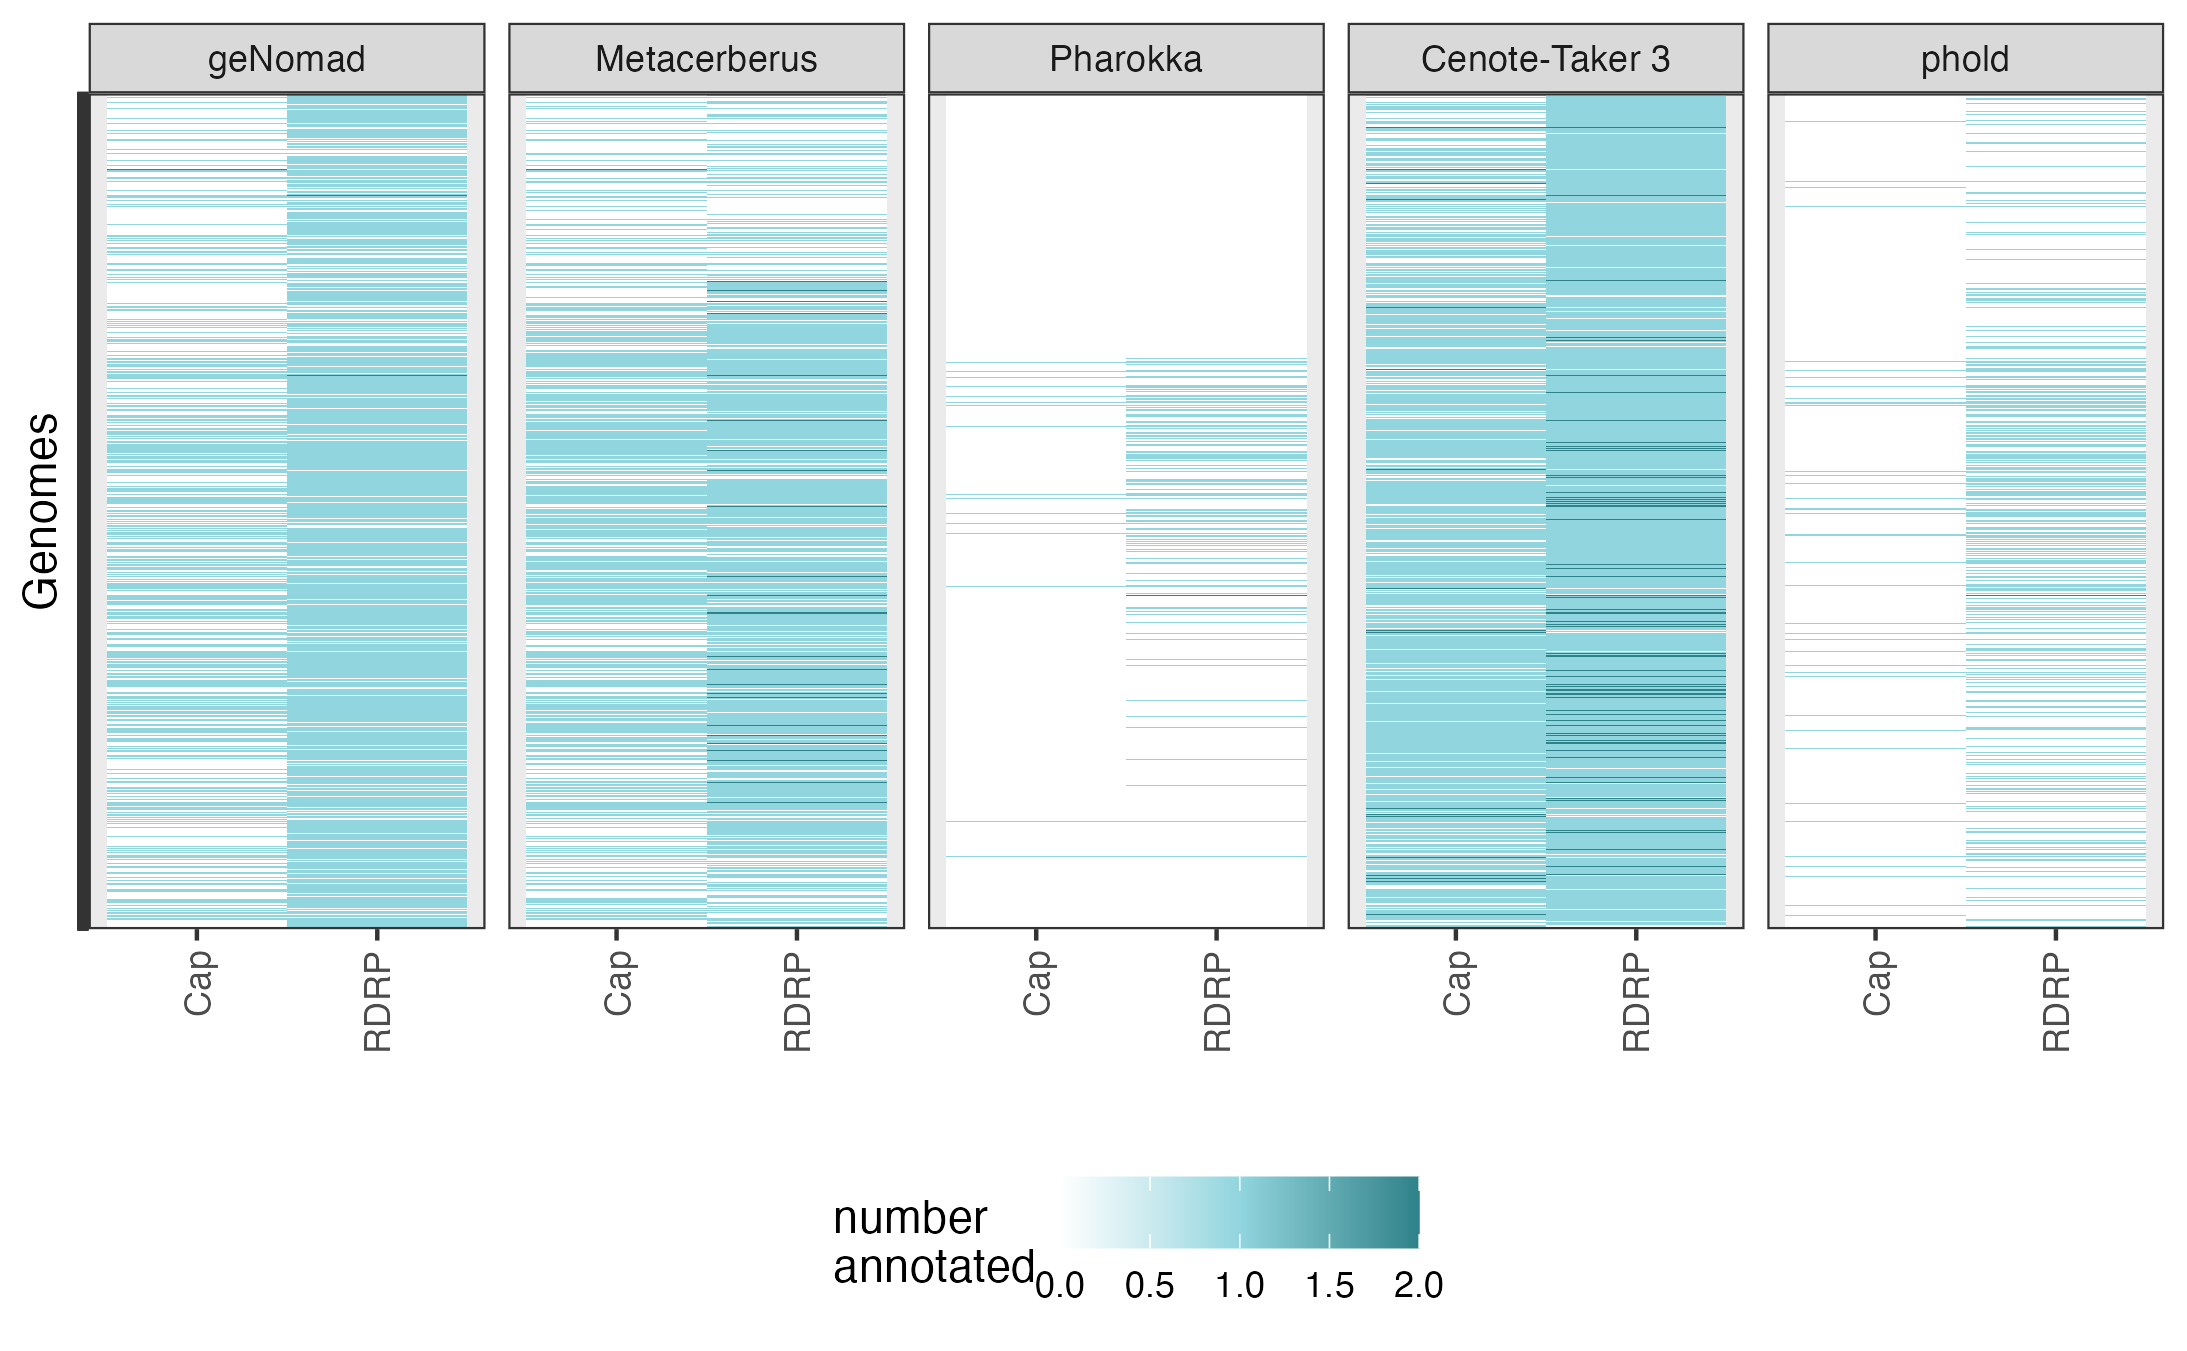 geNomad Metacerberus Pharokka Cenote-Taker 3 phold
Genomes
Cap RDRP Cap RDRP Cap RDRP Cap RDRP Cap RDRP
number
annotated
0.0 0.5 1.0 1.5 2.0